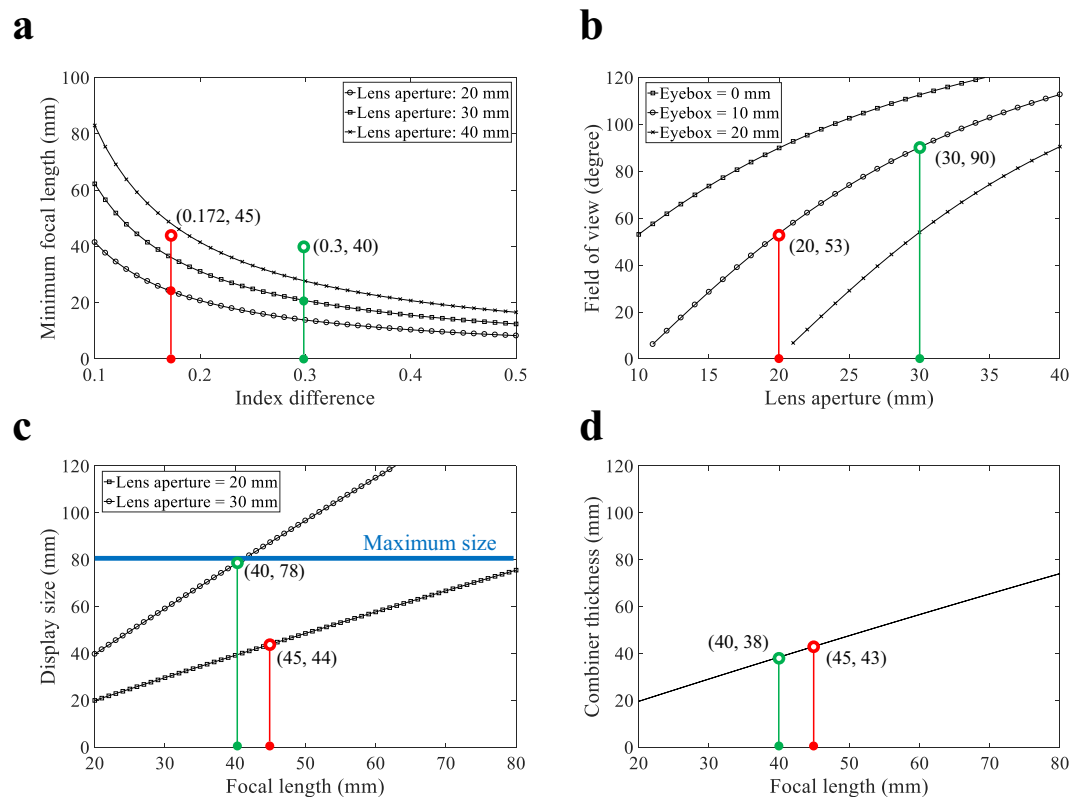 a
Minimum focal length (mm)
100
80
60
40
20
0
0.1
0.2
0.3
0.4
0.5
Index difference
Lens aperture: 20 mm
Lens aperture: 30 mm
Lens aperture: 40 mm
(0.172, 45)
(0.3, 40)
b
Field of view (degree)
120
100
80
60
40
20
0
10
15
20
25
30
35
40
Lens aperture (mm)
Eyebox = 0 mm
Eyebox = 10 mm
Eyebox = 20 mm
(30, 90)
(20, 53)
c
Display size (mm)
120
100
80
60
40
20
0
20
30
40
50
60
70
80
Focal length (mm)
Lens aperture = 20 mm
Lens aperture = 30 mm
Maximum size
(40, 78)
(45, 44)
d
Combiner thickness (mm)
120
100
80
60
40
20
0
20
30
40
50
60
70
80
Focal length (mm)
(40, 38)
(45, 43)